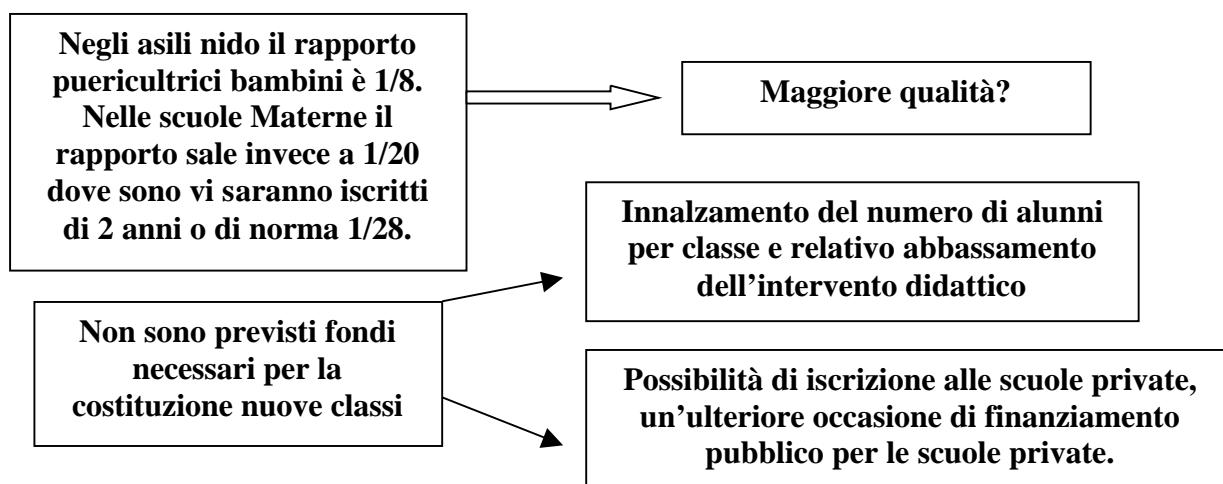 Negli asili nido il rapporto
puericultrici bambini è 1/8.
Nelle scuole Materne il
rapporto sale invece a 1/20
dove sono vi saranno iscritti
di 2 anni o di norma 1/28.
Maggiore qualità?
Non sono previsti fondi
necessari per la
costituzione nuove classi
Innalzamento del numero di alunni
per classe e relativo abbassamento
dell'intervento didattico
Possibilità di iscrizione alle scuole private,
un'ulteriore occasione di finanziamento
pubblico per le scuole private.